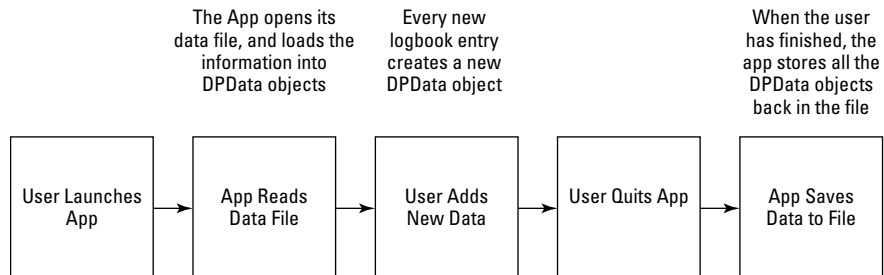 The App opens its
data file, and loads the
information into
DPData objects
Every new
logbook entry
creates a new
DPData object
When the user
has finished, the
app stores all the
DPData objects
back in the file
User Launches
App
App Reads
Data File
User Adds
New Data
User Quits App
App Saves
Data to File